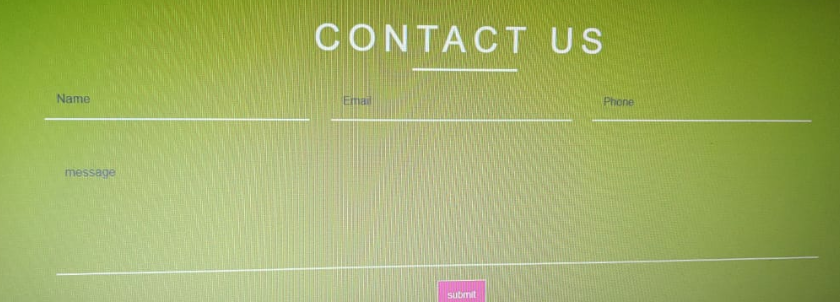 CONTACT US
Name Email Phone
message
submit